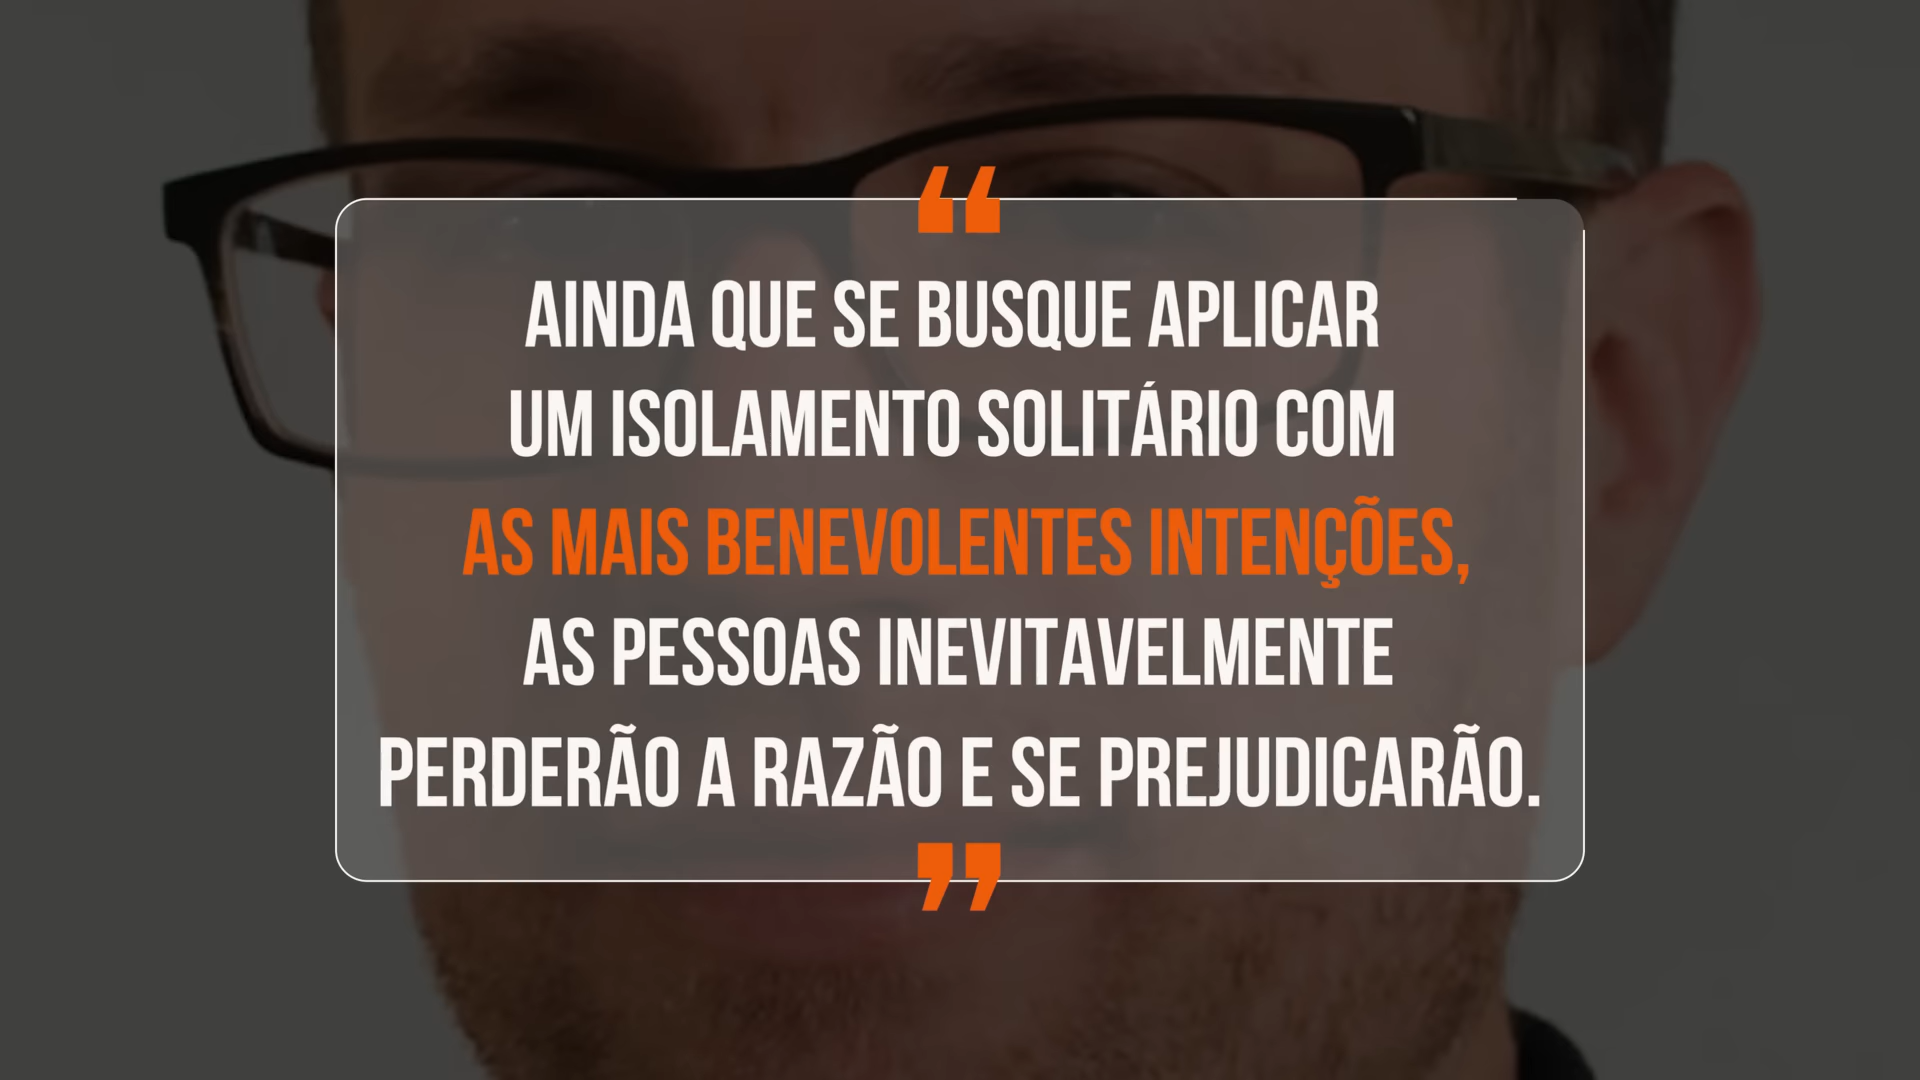 “
AINDA QUE SE BUSQUE APLICAR
UM ISOLAMENTO SOLITÁRIO COM
AS MAIS BENEVOLENTES INTENÇÕES,
AS PESSOAS INEVITAVELMENTE
PERDERÃO A RAZÃO E SE PREJUDICARÃO.
”